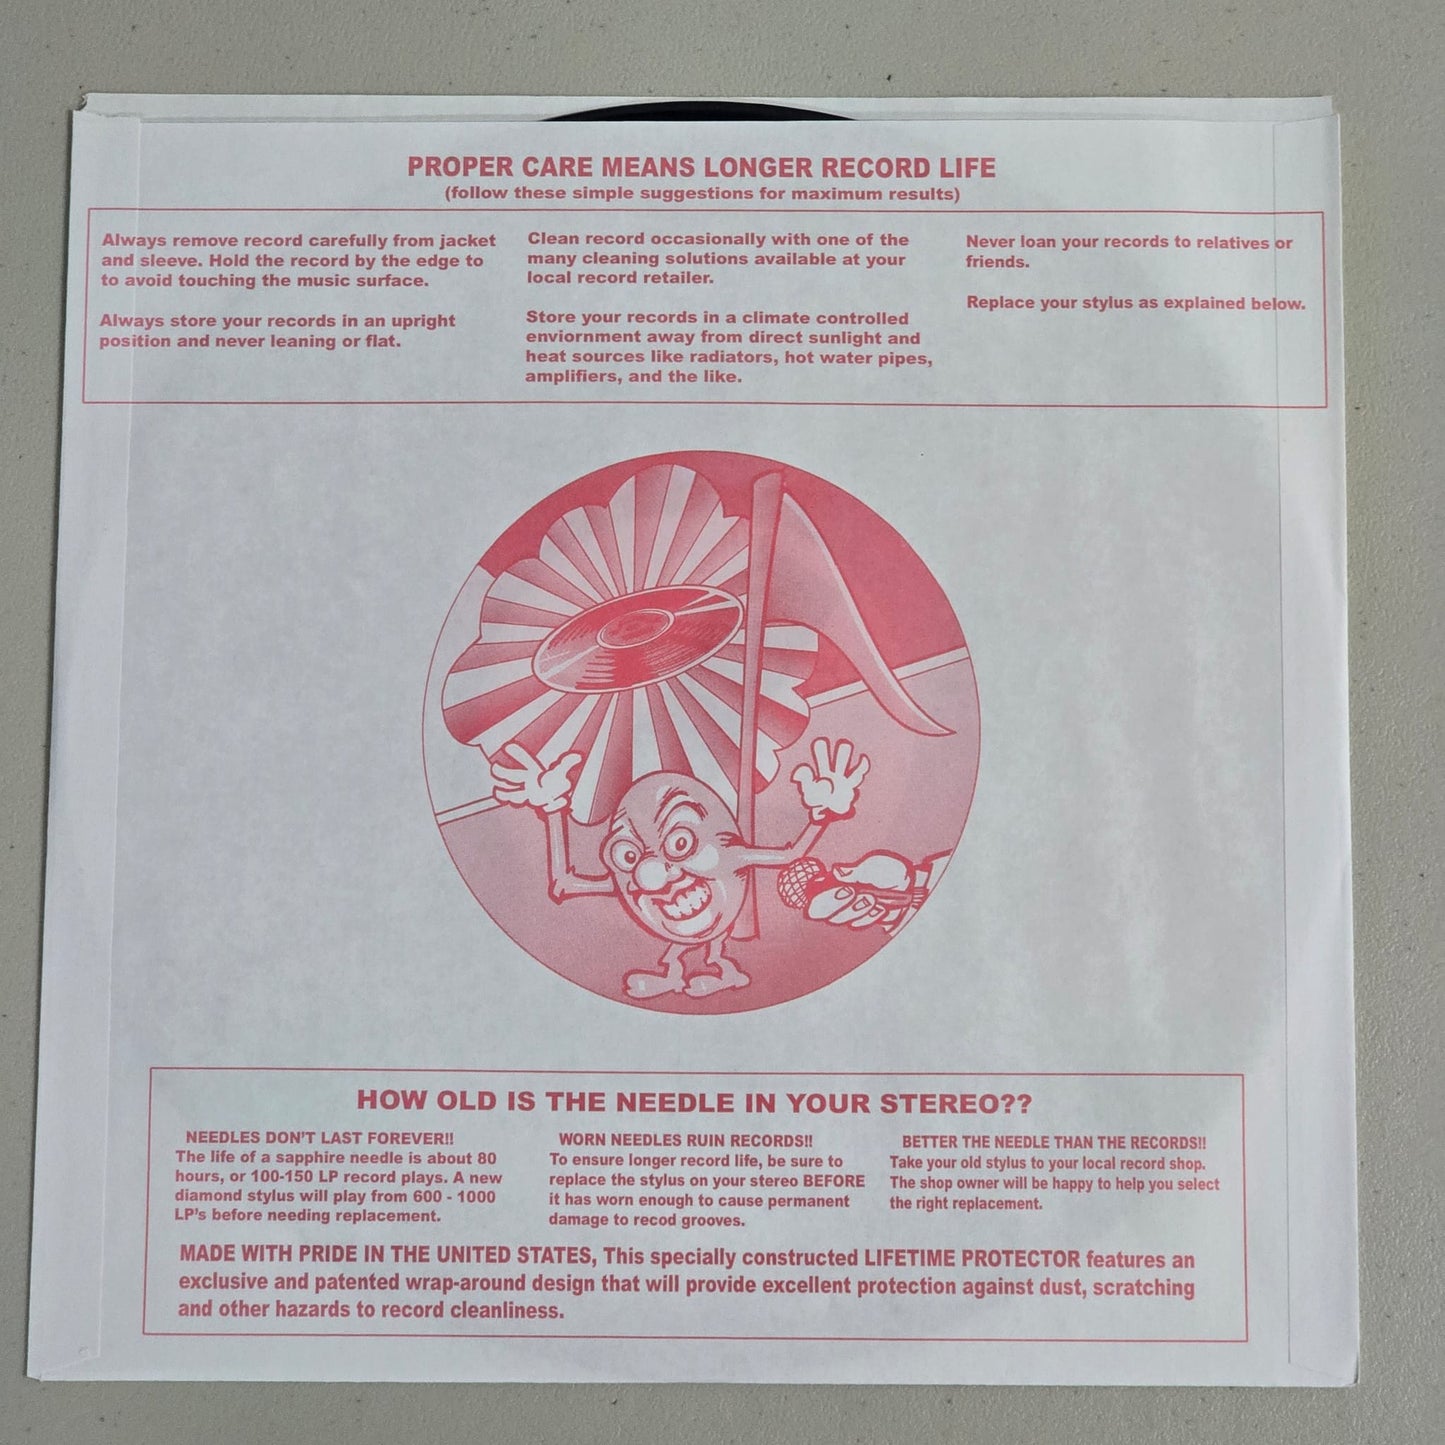 PROPER CARE MEANS LONGER RECORD LIFE
(follow these simple suggestions for maximum results)
Always remove record carefully from jacket
and sleeve. Hold the record by the edge to
to avoid touching the music surface.
Always store your records in an upright
position and never leaning or flat.
Clean record occasionally with one of the
many cleaning solutions available at your
local record retailer.
Store your records in a climate controlled
enviornment away from direct sunlight and
heat sources like radiators, hot water pipes,
amplifiers, and the like.
Never loan your records to relatives or
friends.
Replace your stylus as explained below.
HOW OLD IS THE NEEDLE IN YOUR STEREO??
NEEDLES DON'T LAST FOREVER!!
The life of a sapphire needle is about 80
hours, or 100-150 LP record plays. A new
diamond stylus will play from 600 - 1000
LP's before needing replacement.
WORN NEEDLES RUIN RECORDS!!
To ensure longer record life, be sure to
replace the stylus on your stereo BEFORE
it has worn enough to cause permanent
damage to recod grooves.
BETTER THE NEEDLE THAN THE RECORDS!!
Take your old stylus to your local record shop.
The shop owner will be happy to help you select
the right replacement.
MADE WITH PRIDE IN THE UNITED STATES, This specially constructed LIFETIME PROTECTOR features an
exclusive and patented wrap-around design that will provide excellent protection against dust, scratching
and other hazards to record cleanliness.